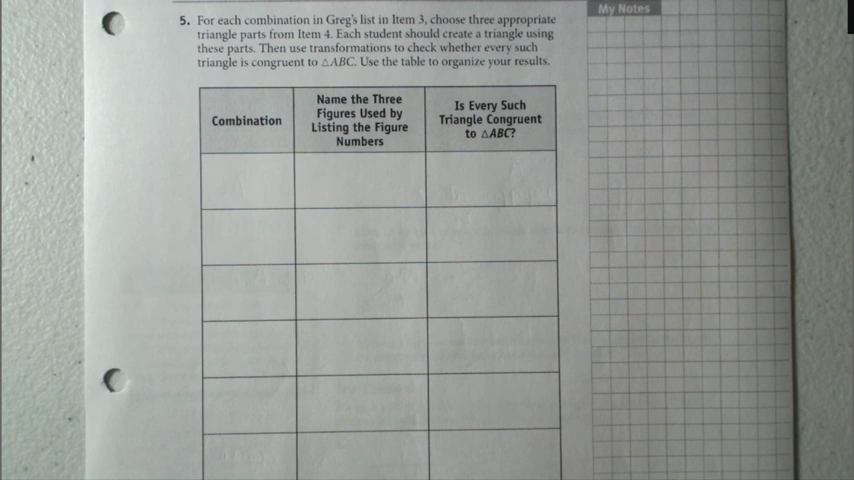 My Notes
5. For each combination in Greg's list in Item 3, choose three appropriate
triangle parts from Item 4. Each student should create a triangle using
these parts. Then use transformations to check whether every such
triangle is congruent to △ABC. Use the table to organize your results.
Combination
Name the Three
Figures Used by
Listing the Figure
Numbers
Is Every Such
Triangle Congruent
to △ABC?